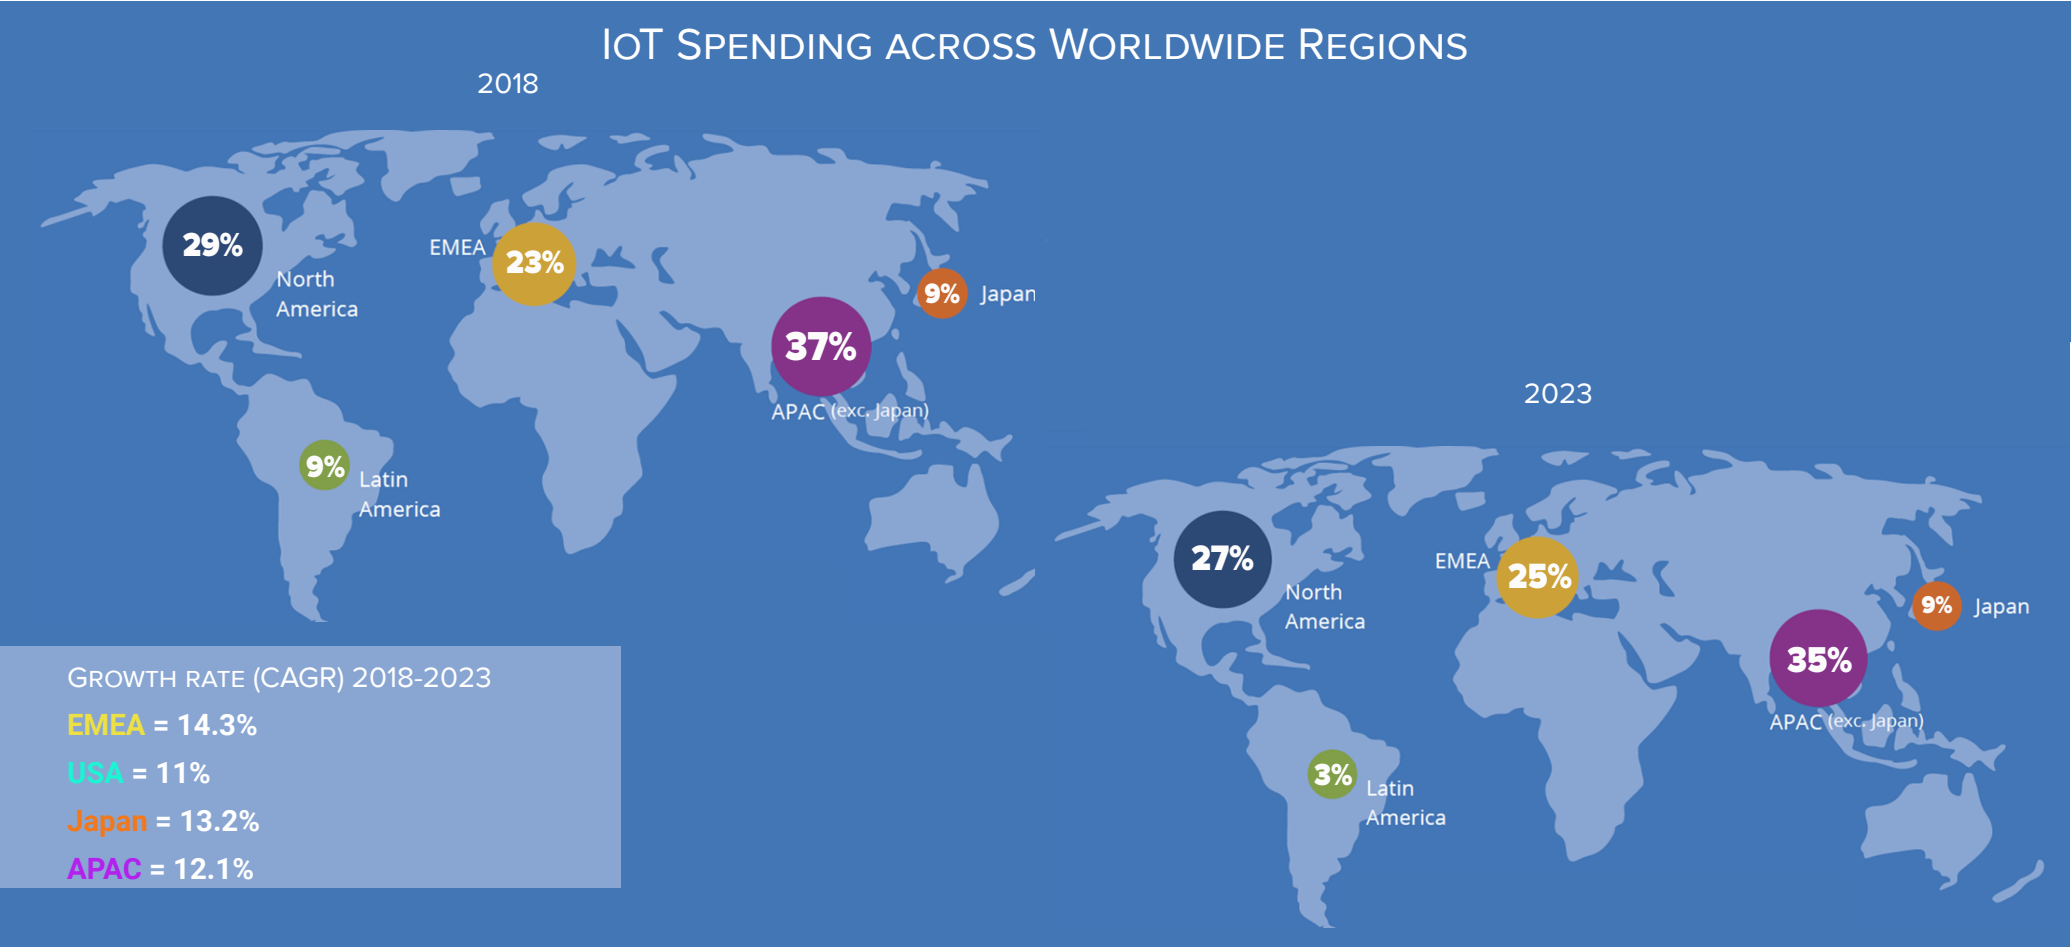 IoT Spending across Worldwide Regions
2018
29%
North
America
EMEA
23%
9%
Japan
37%
APAC (exc. Japan)
9%
Latin
America
2023
27%
North
America
EMEA
25%
9%
Japan
35%
APAC (exc. Japan)
3%
Latin
America
Growth rate (CAGR) 2018-2023
EMEA = 14.3%
USA = 11%
Japan = 13.2%
APAC = 12.1%